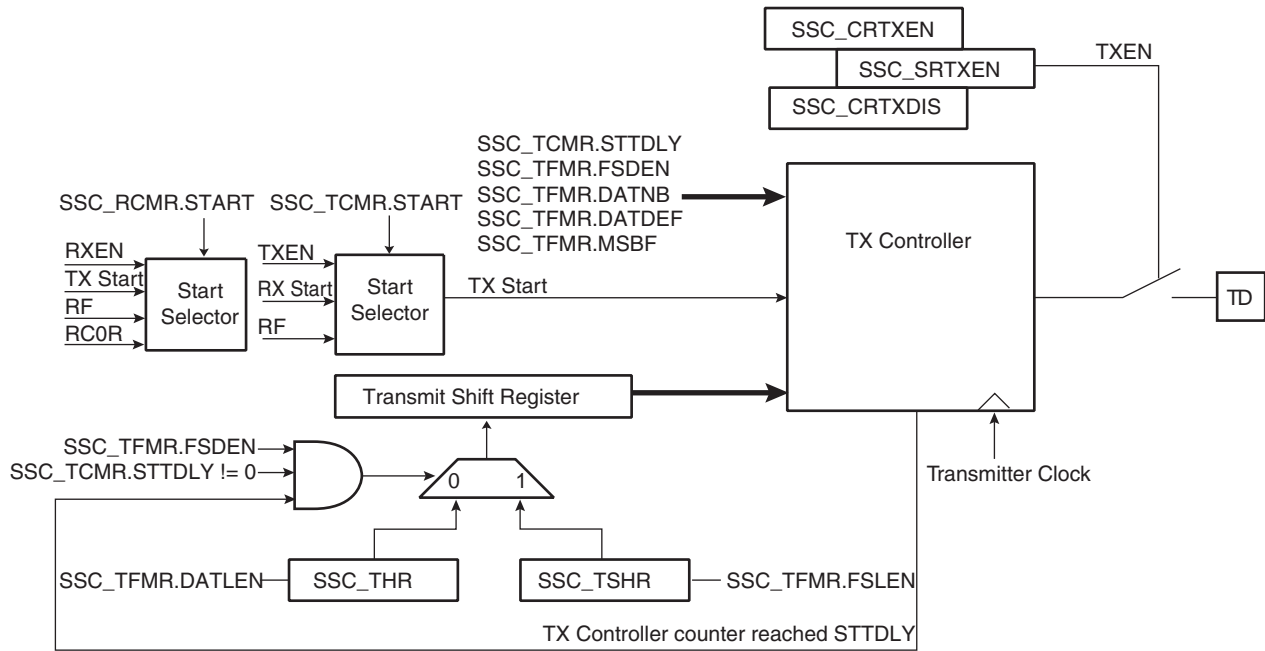 SSC_CRTXEN
SSC_SRTXEN
SSC_CRTXDIS
TXEN
SSC_TCMR.STTDLY
SSC_TFMR.FSDEN
SSC_TFMR.DATNB
SSC_TFMR.DATDEF
SSC_TFMR.MSBF
SSC_RCMR.START
SSC_TCMR.START
RXEN
TX Start
RF
RC0R
Start
Selector
TXEN
RX Start
RF
Start
Selector
TX Start
TX Controller
TD
Transmit Shift Register
Transmitter Clock
SSC_TFMR.FSDEN
SSC_TCMR.STTDLY != 0
0
1
SSC_TFMR.DATLEN
SSC_THR
SSC_TSHR
SSC_TFMR.FSLEN
TX Controller counter reached STTDLY